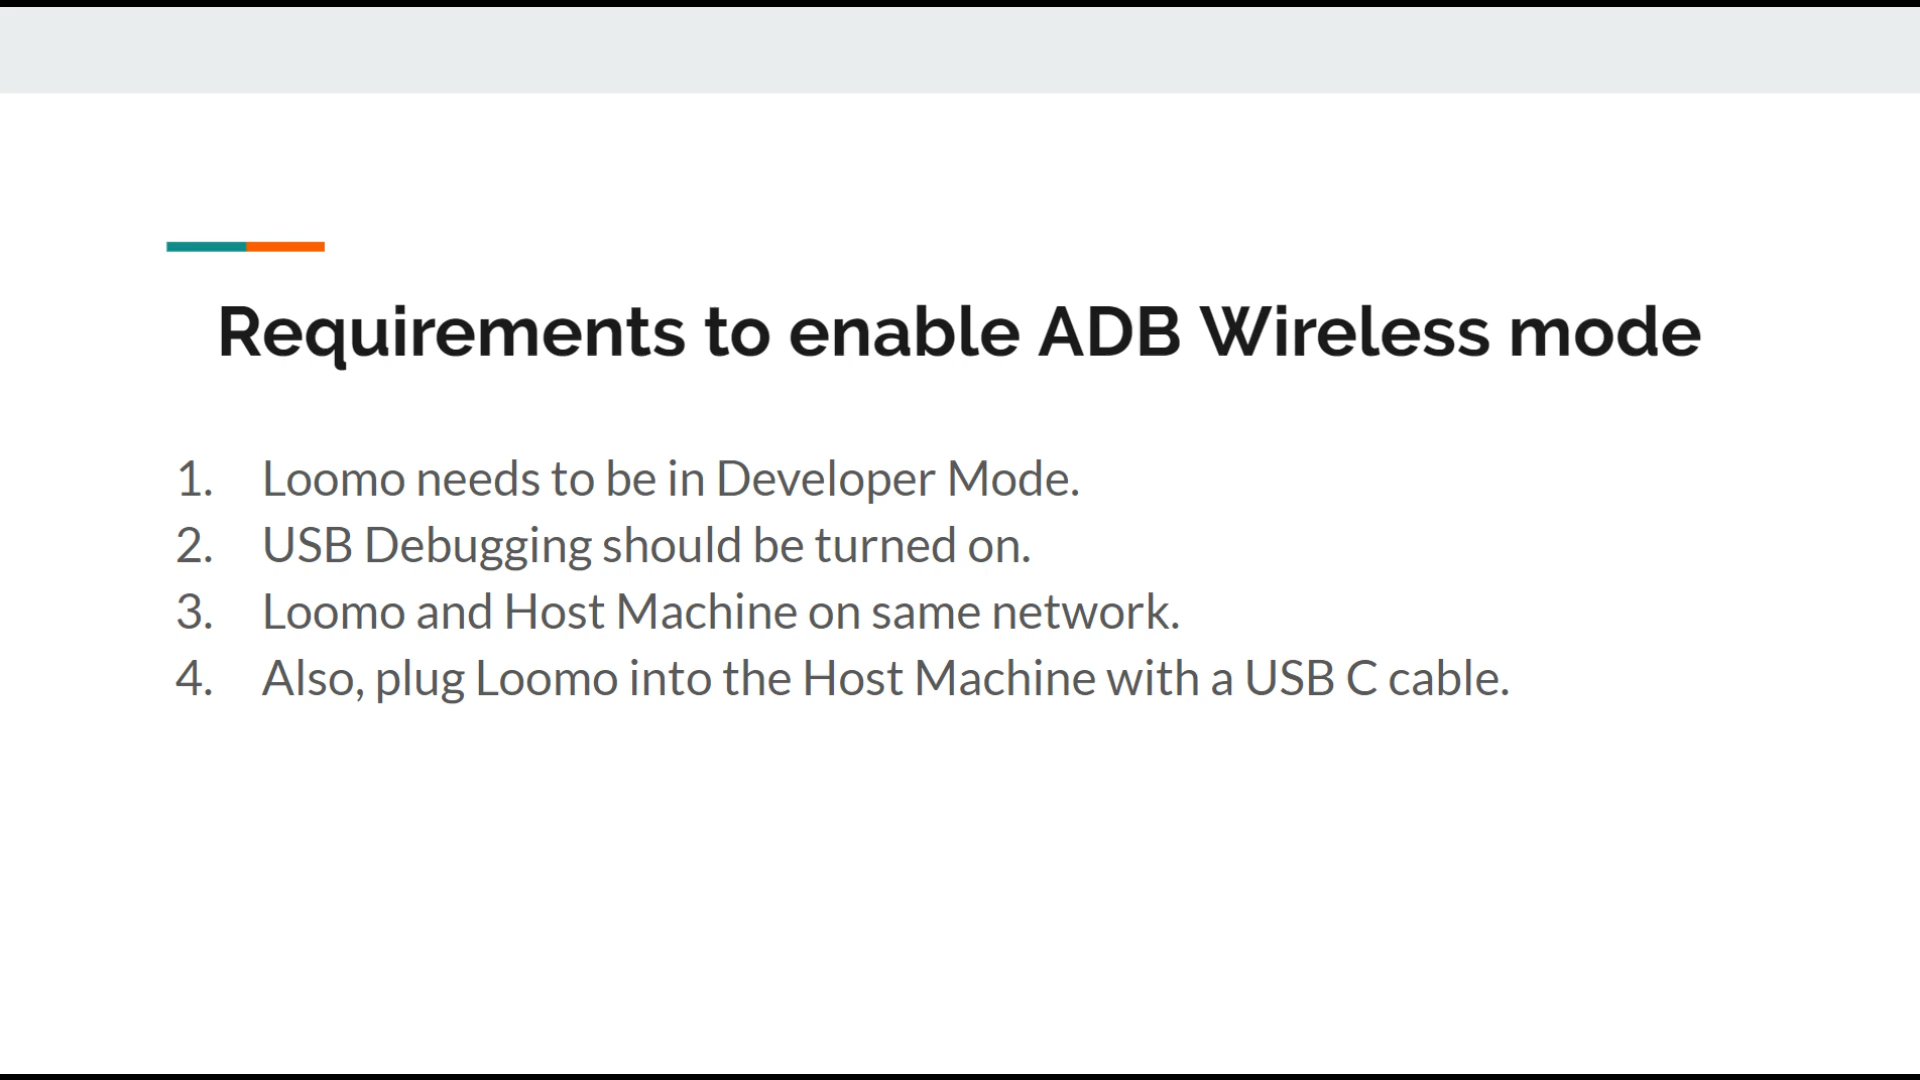 Requirements to enable ADB Wireless mode
1. Loomo needs to be in Developer Mode.
2. USB Debugging should be turned on.
3. Loomo and Host Machine on same network.
4. Also, plug Loomo into the Host Machine with a USB C cable.